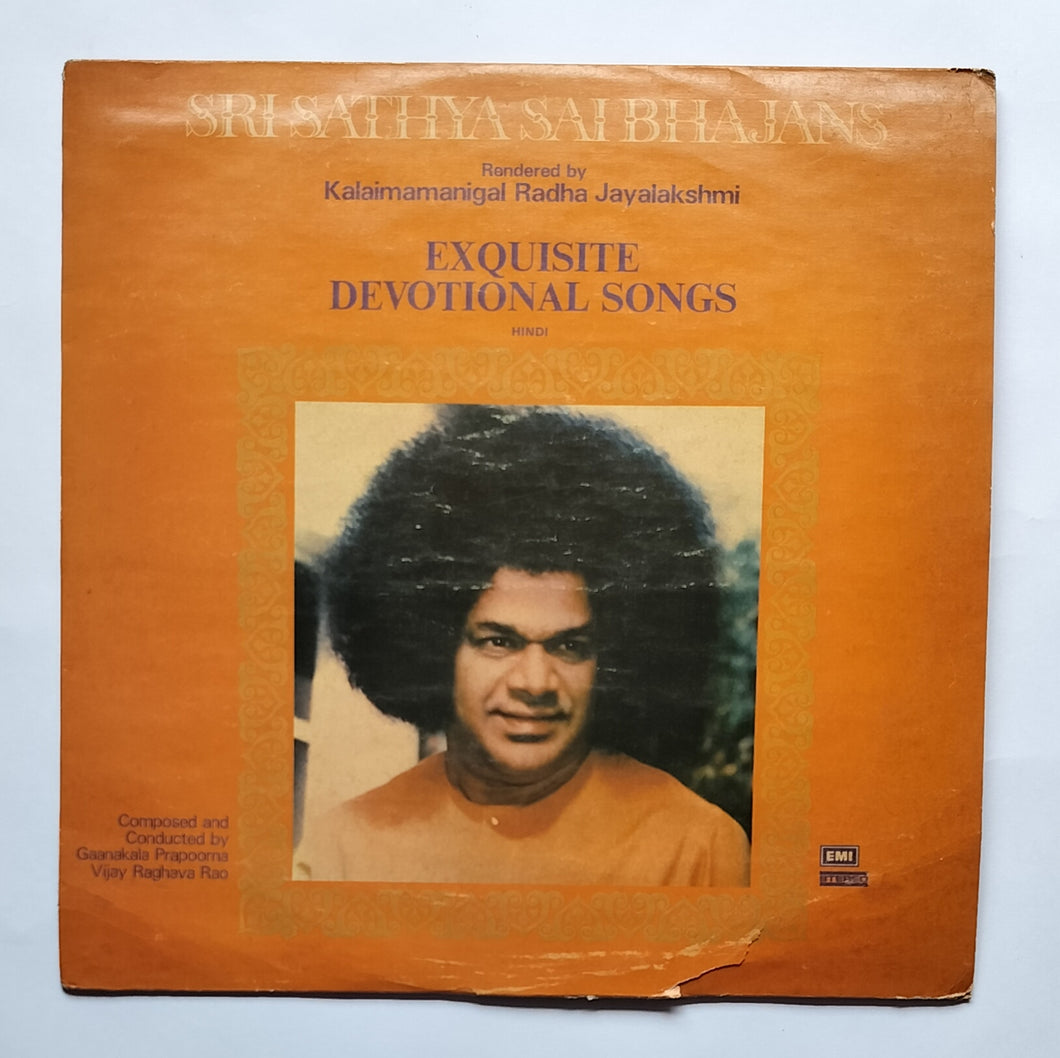 SRI SATHYA SAI BHAJANS
Rendered by
Kalaimamanigal Radha Jayalakshmi
EXQUISITE
DEVOTIONAL SONGS
HINDI
Composed and
Conducted by
Gaanakala Prapoorna
Vijay Raghava Rao
EMI
STEREO